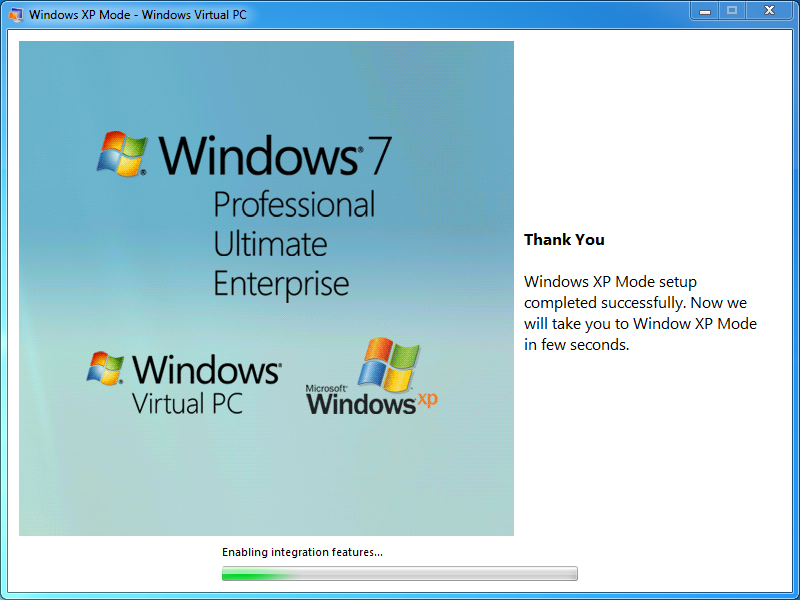 Windows XP Mode - Windows Virtual PC
Windows® 7
Professional
Ultimate
Enterprise
Windows®
Virtual PC
Microsoft®
Windows xp
Thank You
Windows XP Mode setup
completed successfully. Now we
will take you to Window XP Mode
in few seconds.
Enabling integration features...